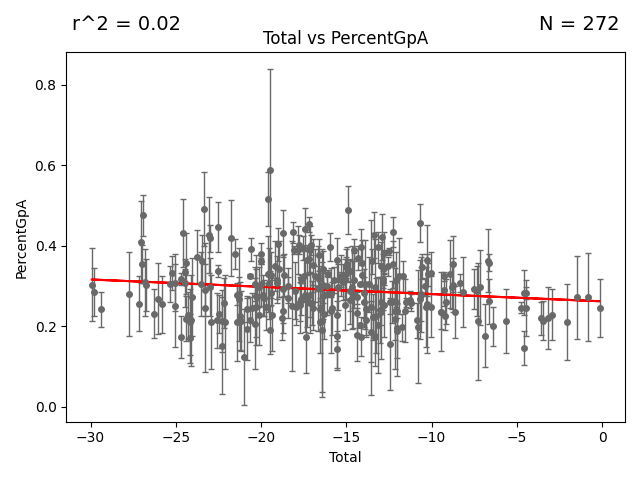 r^2 = 0.02
N = 272
Total vs PercentGpA
0.8
0.6
0.4
0.2
0.0
PercentGpA
−30
−25
−20
−15
−10
−5
0
Total